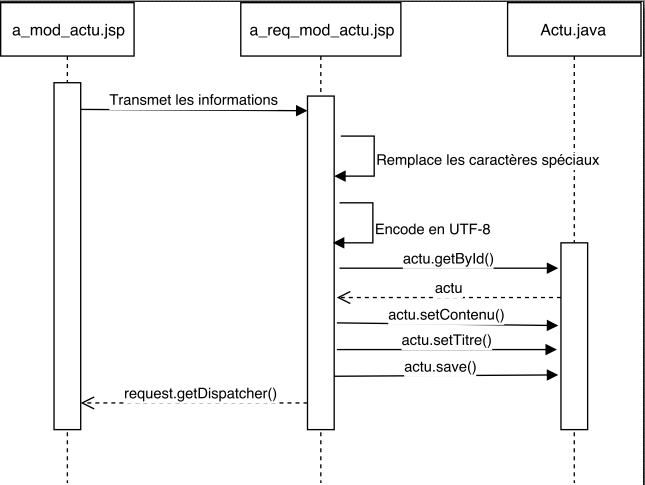 a_mod_actu.jsp
a_req_mod_actu.jsp
Actu.java
Transmet les informations
Remplace les caractères spéciaux
Encode en UTF-8
actu.getById()
actu
actu.setContenu()
actu.setTitre()
actu.save()
request.getDispatcher()